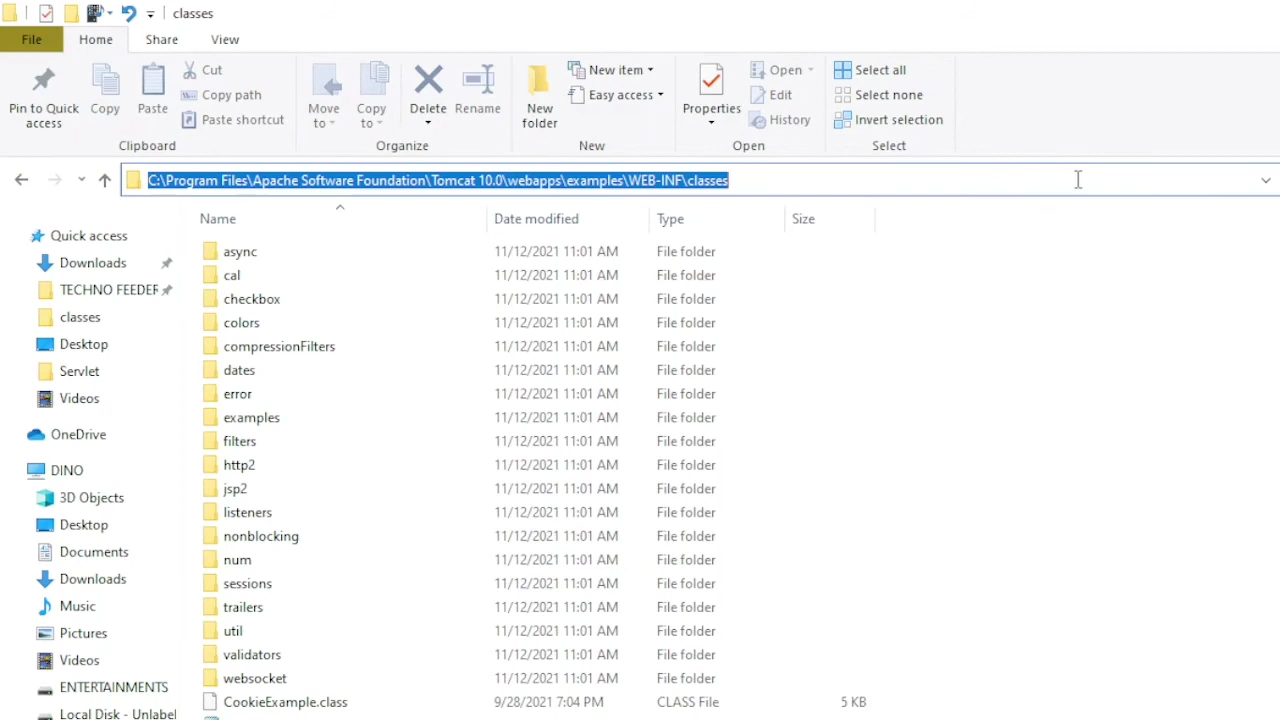 classes
File Home Share View
Pin to Quick access
Copy
Paste
Cut
Copy path
Paste shortcut
Clipboard
Move to
Copy to
Delete
Rename
Organize
New folder
New item
Easy access
New
Properties
Open
Edit
History
Open
Select all
Select none
Invert selection
Select
C:\Program Files\Apache Software Foundation\Tomcat 10.0\webapps\examples\WEB-INF\classes
Quick access
Downloads
TECHNO FEEDER
classes
Desktop
Servlet
Videos
OneDrive
DINO
3D Objects
Desktop
Documents
Downloads
Music
Pictures
Videos
ENTERTAINMENTS
Local Disk - Unlabel
Name Date modified Type Size
async 11/12/2021 11:01 AM File folder
cal 11/12/2021 11:01 AM File folder
checkbox 11/12/2021 11:01 AM File folder
colors 11/12/2021 11:01 AM File folder
compressionFilters 11/12/2021 11:01 AM File folder
dates 11/12/2021 11:01 AM File folder
error 11/12/2021 11:01 AM File folder
examples 11/12/2021 11:01 AM File folder
filters 11/12/2021 11:01 AM File folder
http2 11/12/2021 11:01 AM File folder
jsp2 11/12/2021 11:01 AM File folder
listeners 11/12/2021 11:01 AM File folder
nonblocking 11/12/2021 11:01 AM File folder
num 11/12/2021 11:01 AM File folder
sessions 11/12/2021 11:01 AM File folder
trailers 11/12/2021 11:01 AM File folder
util 11/12/2021 11:01 AM File folder
validators 11/12/2021 11:01 AM File folder
websocket 11/12/2021 11:01 AM File folder
CookieExample.class 9/28/2021 7:04 PM CLASS File 5 KB